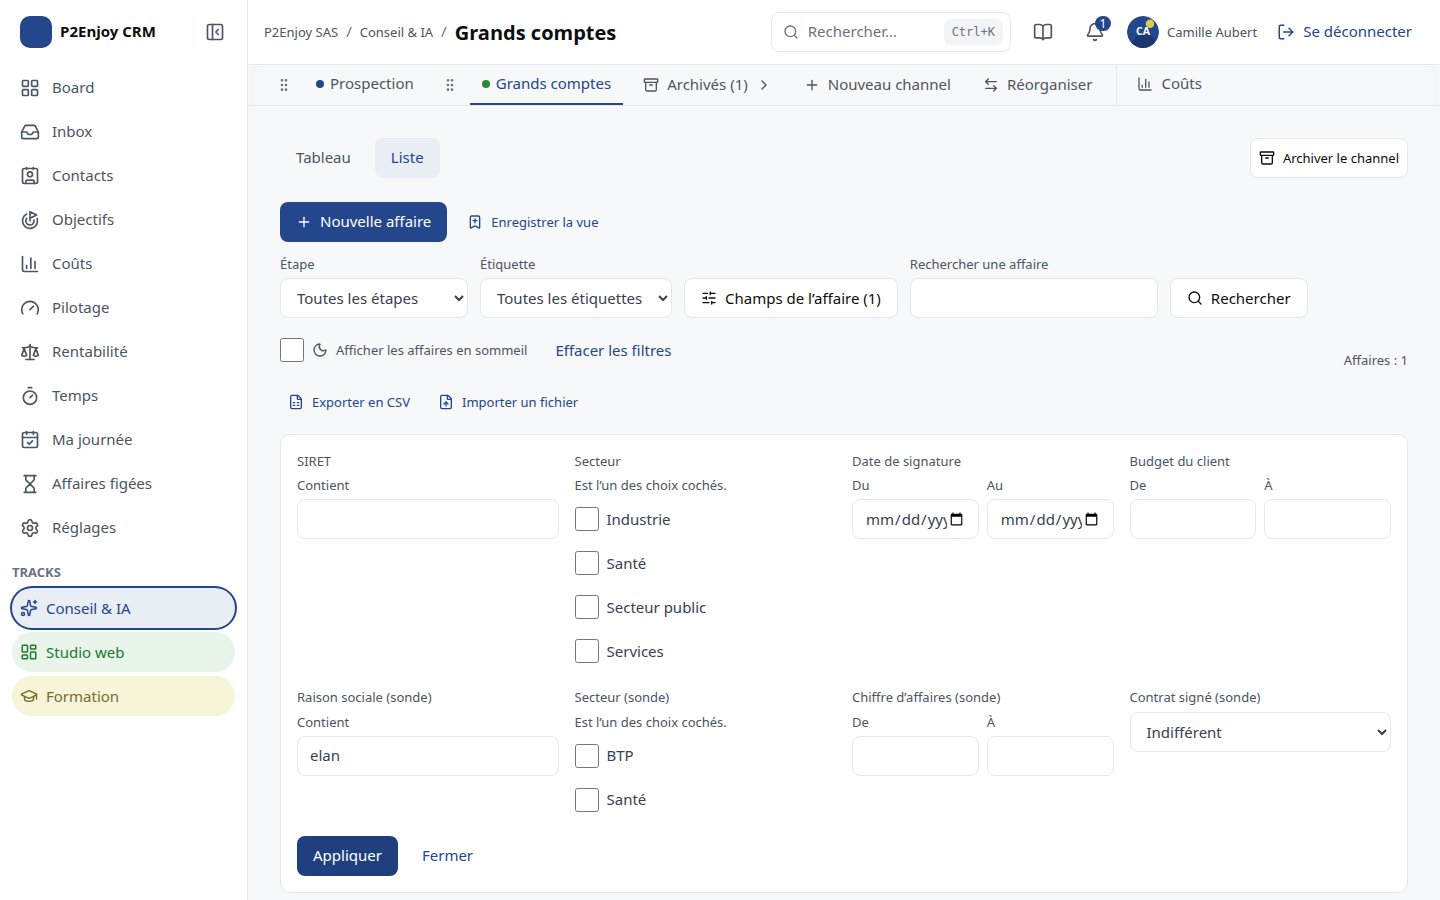 P2Enjoy CRM
P2Enjoy SAS / Conseil & IA / Grands comptes
Rechercher... Ctrl+K
1
CA Camille Aubert
Se déconnecter
Board
Inbox
Contacts
Objectifs
Coûts
Pilotage
Rentabilité
Temps
Ma journée
Affaires figées
Réglages
TRACKS
Conseil & IA
Studio web
Formation
Prospection
Grands comptes
Archivés (1)
Nouveau channel
Réorganiser
Coûts
Tableau
Liste
Archiver le channel
Nouvelle affaire
Enregistrer la vue
Étape
Étiquette
Rechercher une affaire
Toutes les étapes
Toutes les étiquettes
Champs de l’affaire (1)
Rechercher
Afficher les affaires en sommeil
Effacer les filtres
Affaires : 1
Exporter en CSV
Importer un fichier
SIRET
Contient
Secteur
Est l’un des choix cochés.
Industrie
Santé
Secteur public
Services
Date de signature
Du
Au
mm/dd/yyy
mm/dd/yyy
Budget du client
De
À
Raison sociale (sonde)
Contient
elan
Secteur (sonde)
Est l’un des choix cochés.
BTP
Santé
Chiffre d’affaires (sonde)
De
À
Contrat signé (sonde)
Indifférent
Appliquer
Fermer